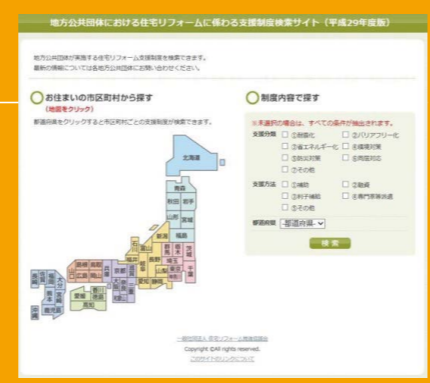 地方公共団体における住宅リフォームに係わる支援制度検索サイト（平成29年度版）
地方公共団体が実施する住宅リフォーム支援制度を検索できます。
最新の情報については各地方公共団体にお問い合わせください。
お住まいの市区町村から探す
（地図をクリック）
都道府県をクリックすると市区町村ごとの支援制度が検索できます。
北海道
青森
秋田 岩手
山形 宮城
福島
新潟
石川 富山
福井 岐阜 長野 群馬 栃木 茨城
埼玉
山梨 東京 千葉
愛知 静岡
京都 滋賀
兵庫
大阪 奈良
島根 鳥取
山口 広島 岡山
愛媛 香川
長崎 佐賀 福岡
大分
熊本 宮崎
鹿児島
沖縄
制度内容で探す
※未選択の場合は、すべての条件が抽出されます。
支援分類 ①耐震化 ②バリアフリー化
③省エネルギー化 ④環境対策
⑤防災対策 ⑥同居対応
⑦その他
支援方法 ①補助 ②融資
③利子補給 ④専門家等派遣
⑤その他
都道府県 -都道府県-
検索
一般社団法人 住宅リフォーム推進協議会
Copyright ©All rights reserved.
このサイトのリンクについて